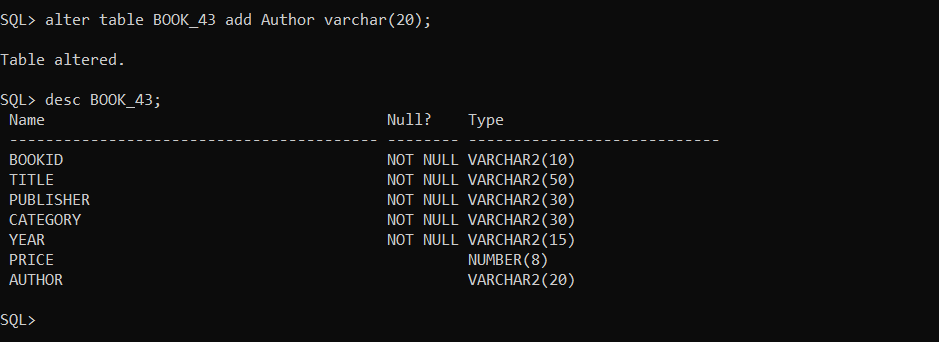 SQL> alter table BOOK_43 add Author varchar(20);
Table altered.
SQL> desc BOOK_43;
 Name                                      Null?    Type
 ----------------------------------------- -------- ----------------------------
 BOOKID                                    NOT NULL VARCHAR2(10)
 TITLE                                     NOT NULL VARCHAR2(50)
 PUBLISHER                                 NOT NULL VARCHAR2(30)
 CATEGORY                                  NOT NULL VARCHAR2(30)
 YEAR                                      NOT NULL VARCHAR2(15)
 PRICE                                              NUMBER(8)
 AUTHOR                                             VARCHAR2(20)
SQL>